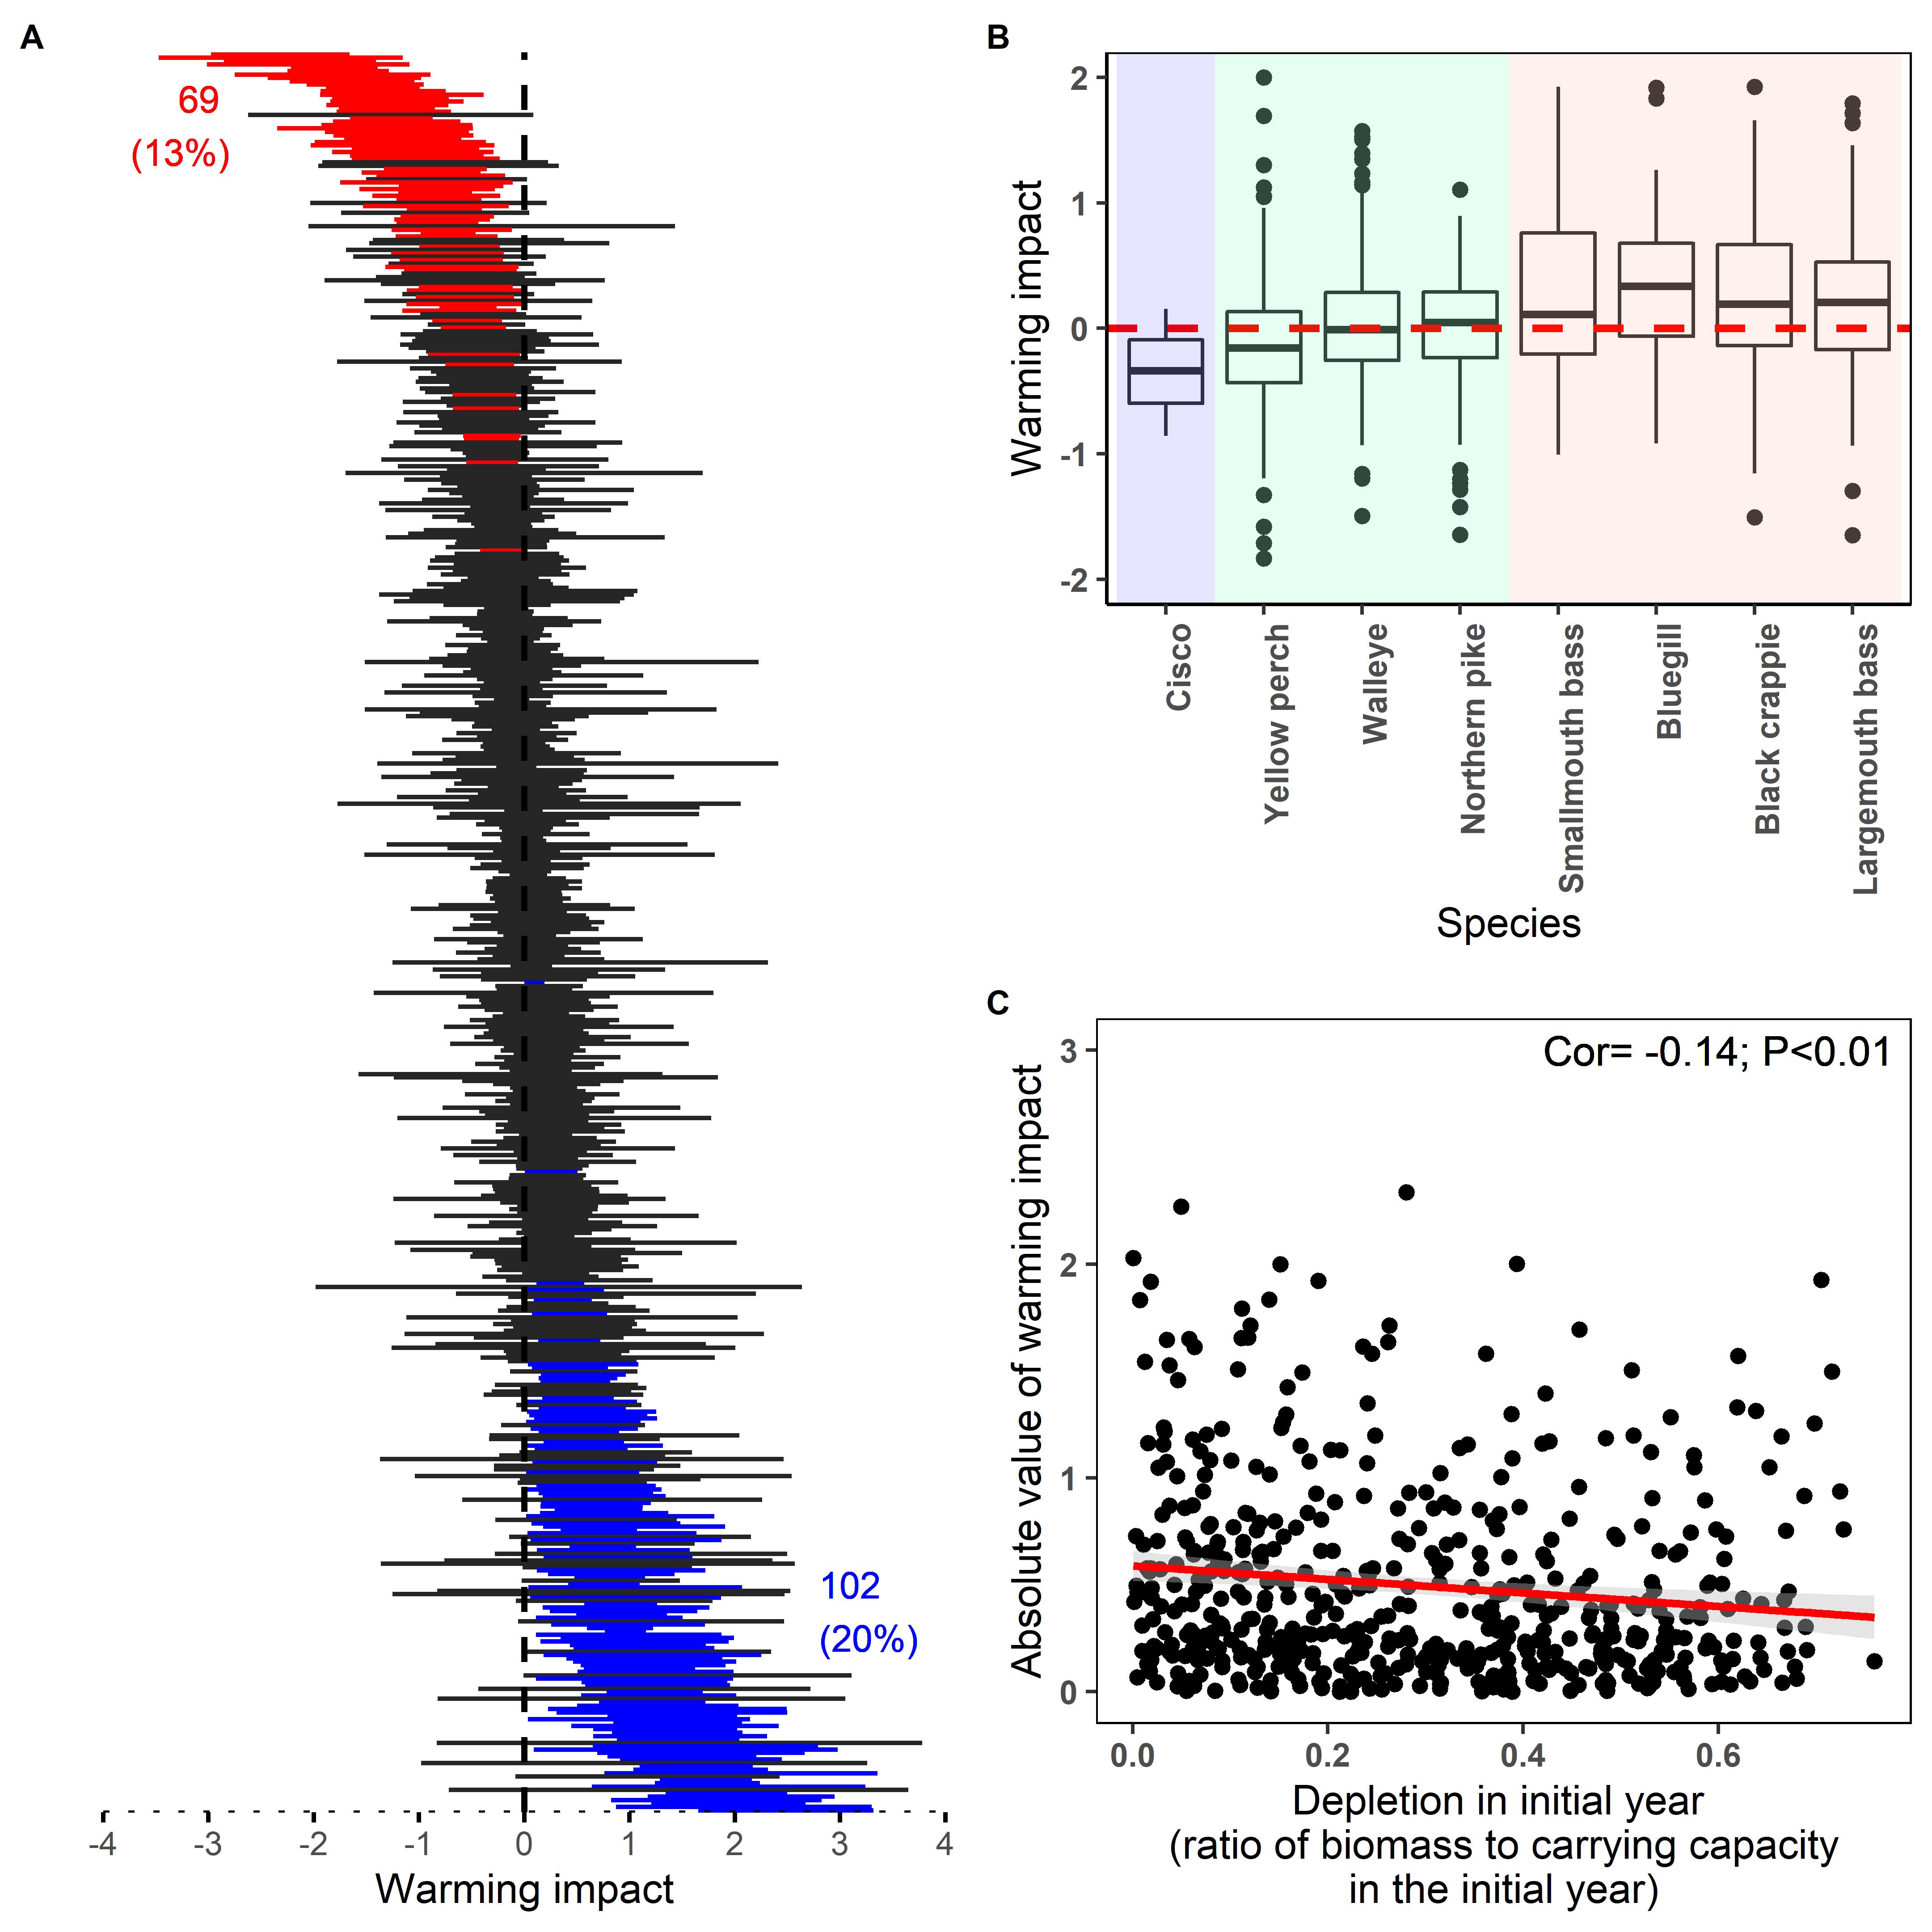 A
69
(13%)
102
(20%)
-4 -3 -2 -1 0 1 2 3 4
Warming impact
B
Warming impact
2
1
0
-1
-2
Cisco
Yellow perch
Walleye
Northern pike
Smallmouth bass
Bluegill
Black crappie
Largemouth bass
Species
C
Cor= -0.14; P<0.01
Absolute value of warming impact
3
2
1
0
0.0 0.2 0.4 0.6
Depletion in initial year
(ratio of biomass to carrying capacity
in the initial year)